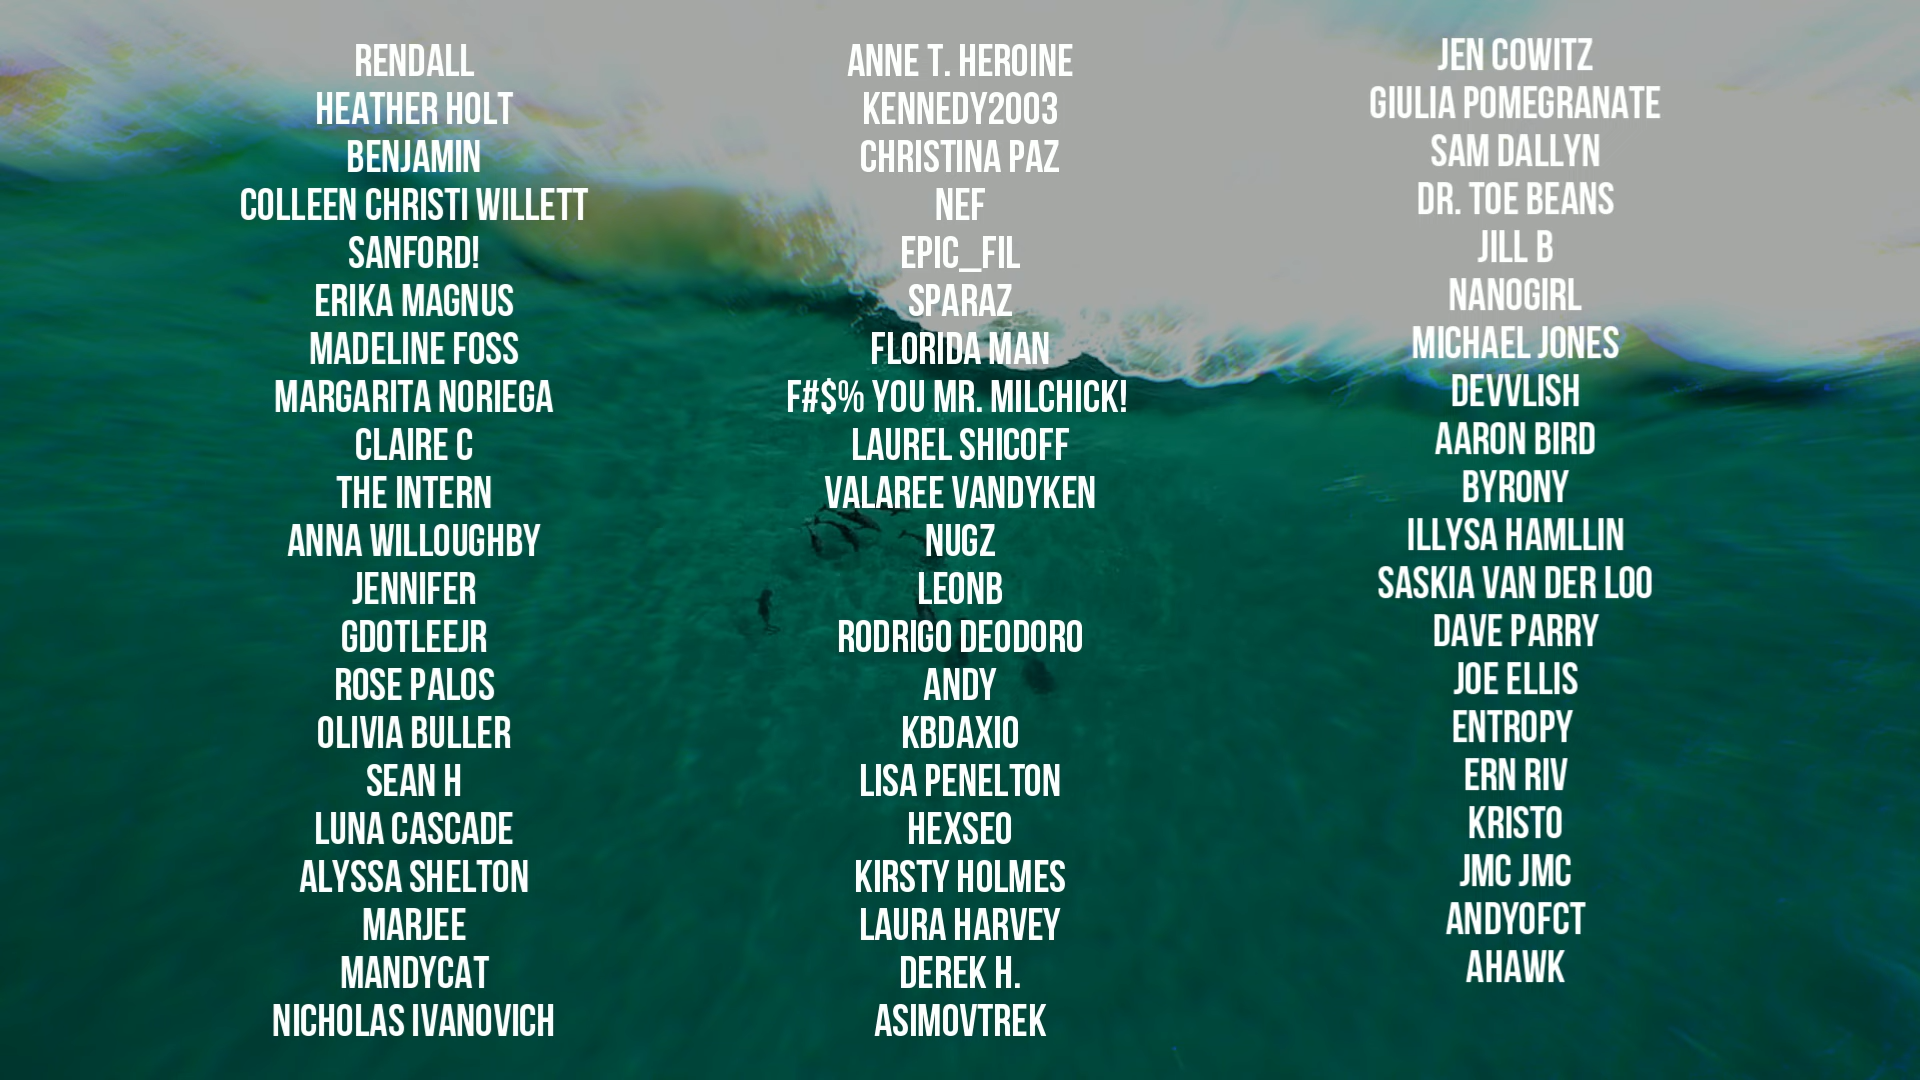 RENDALL
HEATHER HOLT
BENJAMIN
COLLEEN CHRISTI WILLETT
SANFORD!
ERIKA MAGNUS
MADELINE FOSS
MARGARITA NORIEGA
CLAIRE C
THE INTERN
ANNA WILLOUGHBY
JENNIFER
GDOTLEEJR
ROSE PALOS
OLIVIA BULLER
SEAN H
LUNA CASCADE
ALYSSA SHELTON
MARJEE
MANDYCAT
NICHOLAS IVANOVICH
ANNE T. HEROINE
KENNEDY2003
CHRISTINA PAZ
NEF
EPIC_FIL
SPARAZ
FLORIDA MAN
F#$% YOU MR. MILCHICK!
LAUREL SHICOFF
VALAREE VANDYKEN
NUGZ
LEONB
RODRIGO DEODORO
ANDY
KBDAXIO
LISA PENELTON
HEXSEO
KIRSTY HOLMES
LAURA HARVEY
DEREK H.
ASIMOVTREK
JEN COWITZ
GIULIA POMEGRANATE
SAM DALLYN
DR. TOE BEANS
JILL B
NANOGIRL
MICHAEL JONES
DEVVLISH
AARON BIRD
BYRONY
ILLYSA HAMLLIN
SASKIA VAN DER LOO
DAVE PARRY
JOE ELLIS
ENTROPY
ERN RIV
KRISTO
JMC JMC
ANDYOFCT
AHAWK